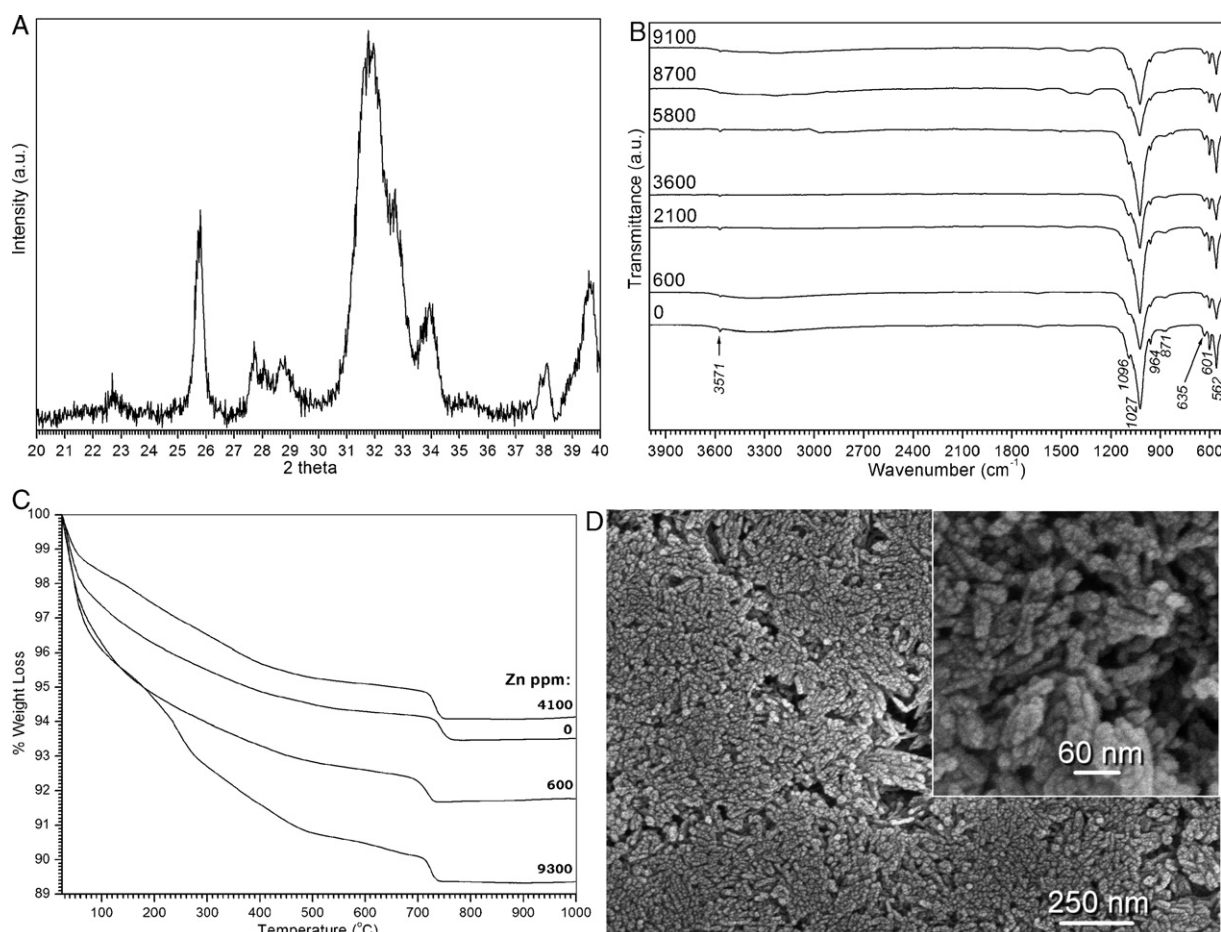 A
Intensity (a.u.)
20 21 22 23 24 25 26 27 28 29 30 31 32 33 34 35 36 37 38 39 40
2 theta
B
Transmittance (a.u.)
9100
8700
5800
3600
2100
600
0
3571
1096
1027
964
871
635
601
562
3900 3600 3300 3000 2700 2400 2100 1800 1500 1200 900 600
Wavenumber (cm⁻¹)
C
% Weight Loss
100
99
98
97
96
95
94
93
92
91
90
89
Zn ppm:
4100
0
600
9300
100 200 300 400 500 600 700 800 900 1000
Temperature (°C)
D
60 nm
250 nm